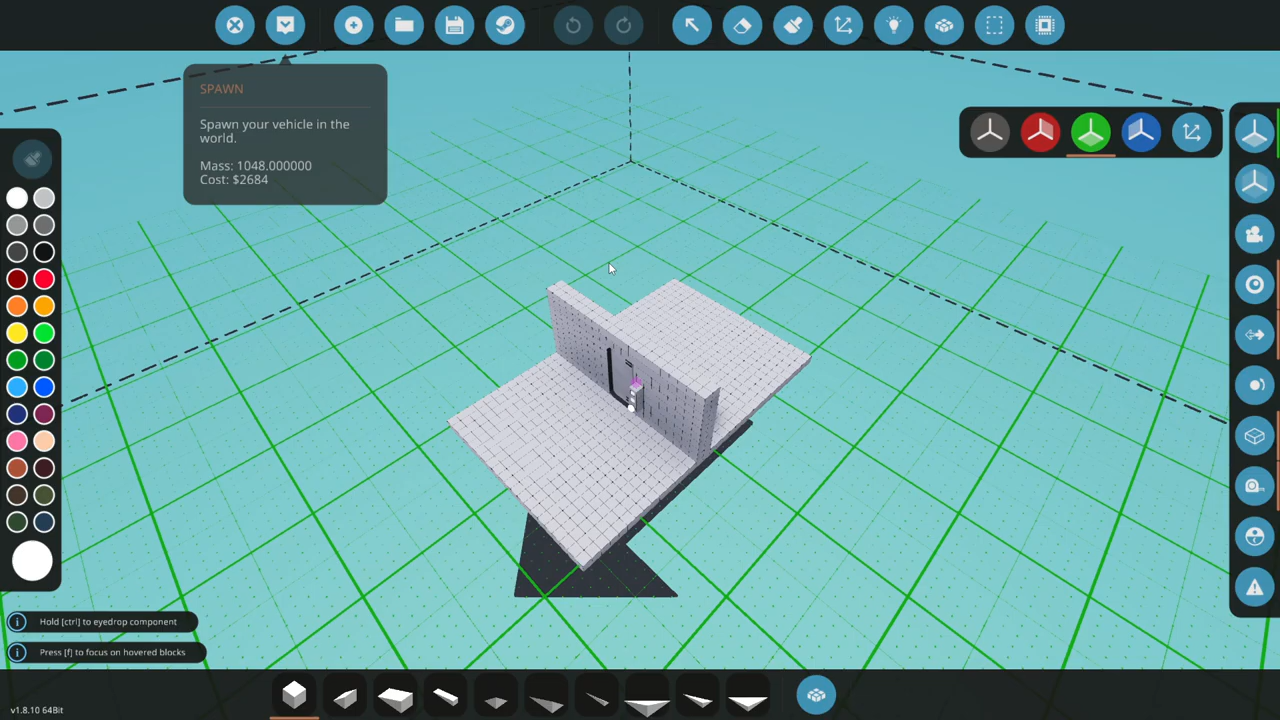 SPAWN
Spawn your vehicle in the
world.
Mass: 1048.000000
Cost: $2684
Hold [ctrl] to eyedrop component
Press [f] to focus on hovered blocks
v1.8.10 64Bit